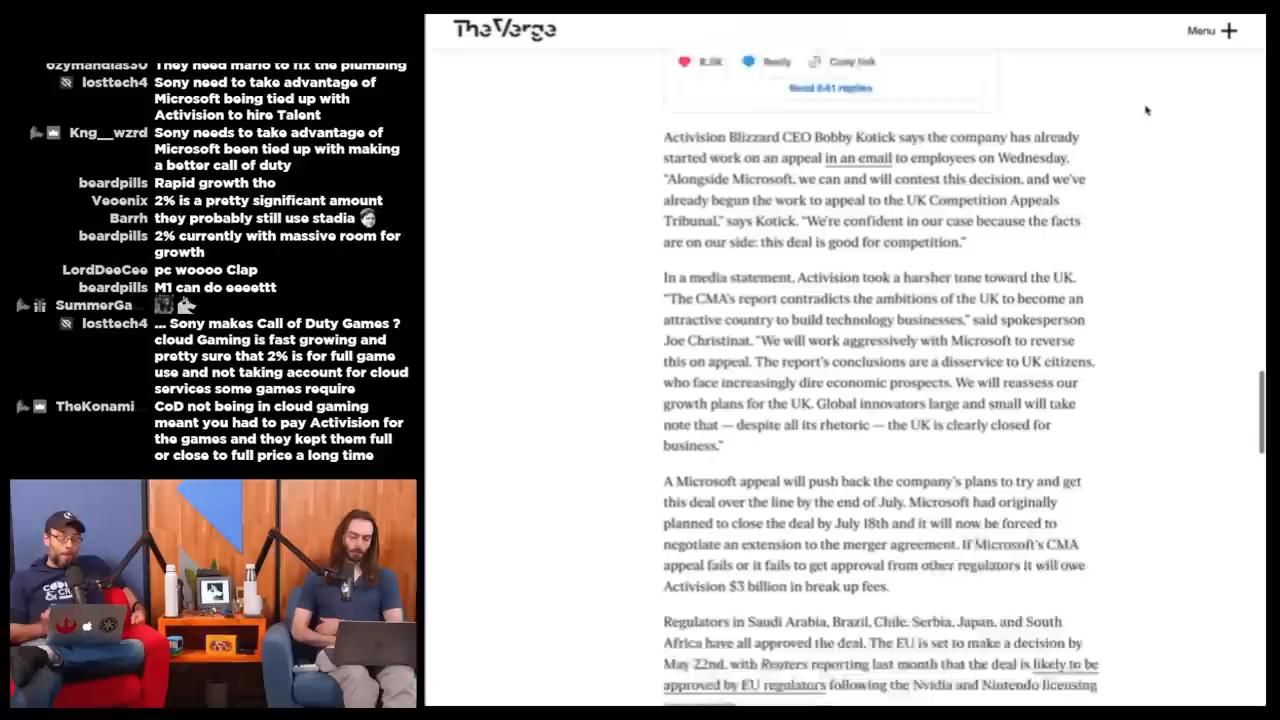 ozymandias30 They need mario to fix the plumbing
losttech4 Sony need to take advantage of
Microsoft being tied up with
Activision to hire Talent
Kng__wzrd Sony needs to take advantage of
Microsoft been tied up with making
a better call of duty
beardpills Rapid growth tho
Veoenix 2% is a pretty significant amount
Barrh they probably still use stadia
beardpills 2% currently with massive room for
growth
LordDeeCee pc woooo Clap
beardpills M1 can do eeeettt
SummerGa
losttech4 ... Sony makes Call of Duty Games ?
cloud Gaming is fast growing and
pretty sure that 2% is for full game
use and not taking account for cloud
services some games require
TheKonami CoD not being in cloud gaming
meant you had to pay Activision for
the games and they kept them full
or close to full price a long time
TheVerge
Menu
Reply Copy link
Read 641 replies
Activision Blizzard CEO Bobby Kotick says the company has already
started work on an appeal in an email to employees on Wednesday.
"Alongside Microsoft, we can and will contest this decision, and we've
already begun the work to appeal to the UK Competition Appeals
Tribunal," says Kotick. "We're confident in our case because the facts
are on our side: this deal is good for competition."
In a media statement, Activision took a harsher tone toward the UK.
"The CMA's report contradicts the ambitions of the UK to become an
attractive country to build technology businesses," said spokesperson
Joe Christinat. "We will work aggressively with Microsoft to reverse
this on appeal. The report's conclusions are a disservice to UK citizens,
who face increasingly dire economic prospects. We will reassess our
growth plans for the UK. Global innovators large and small will take
note that — despite all its rhetoric — the UK is clearly closed for
business."
A Microsoft appeal will push back the company's plans to try and get
this deal over the line by the end of July. Microsoft had originally
planned to close the deal by July 18th and it will now be forced to
negotiate an extension to the merger agreement. If Microsoft's CMA
appeal fails or it fails to get approval from other regulators it will owe
Activision $3 billion in break up fees.
Regulators in Saudi Arabia, Brazil, Chile, Serbia, Japan, and South
Africa have all approved the deal. The EU is set to make a decision by
May 22nd, with Reuters reporting last month that the deal is likely to be
approved by EU regulators following the Nvidia and Nintendo licensing